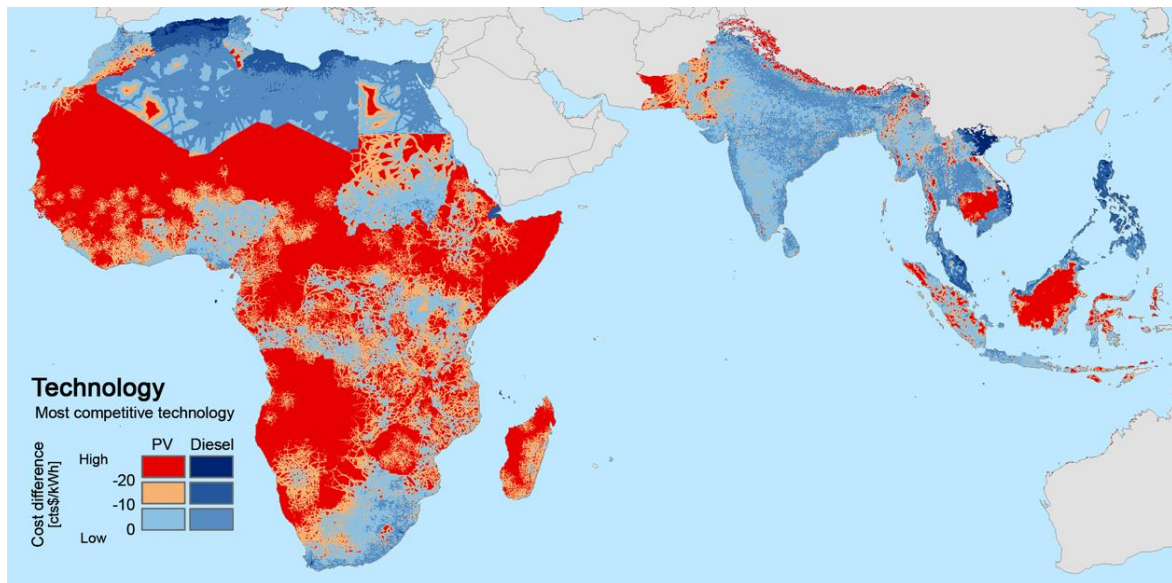 Technology
Most competitive technology
PV Diesel
High
-20
-10
0
Low
Cost difference
[cts$/kWh]